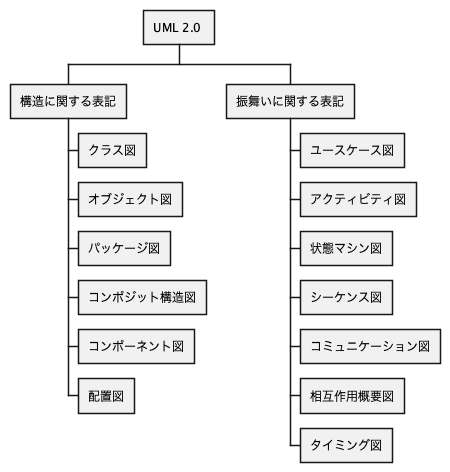 UML 2.0
構造に関する表記
クラス図
オブジェクト図
パッケージ図
コンポジット構造図
コンポーネント図
配置図
振舞いに関する表記
ユースケース図
アクティビティ図
状態マシン図
シーケンス図
コミュニケーション図
相互作用概要図
タイミング図